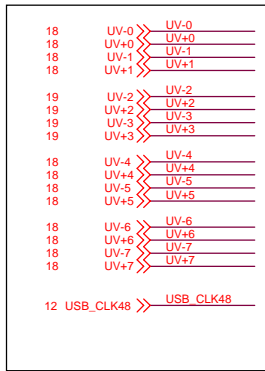 18 UV-0 UV-0
18 UV+0 UV+0
18 UV-1 UV-1
18 UV+1 UV+1
19 UV-2 UV-2
19 UV+2 UV+2
19 UV-3 UV-3
19 UV+3 UV+3
18 UV-4 UV-4
18 UV+4 UV+4
18 UV-5 UV-5
18 UV+5 UV+5
18 UV-6 UV-6
18 UV+6 UV+6
18 UV-7 UV-7
18 UV+7 UV+7
12 USB_CLK48 USB_CLK48